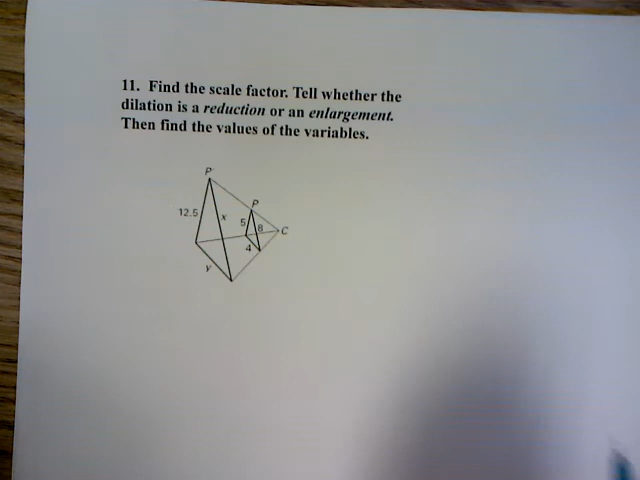 11. Find the scale factor. Tell whether the
dilation is a reduction or an enlargement.
Then find the values of the variables.
P'
P
12.5
x
5
8
C
4
y